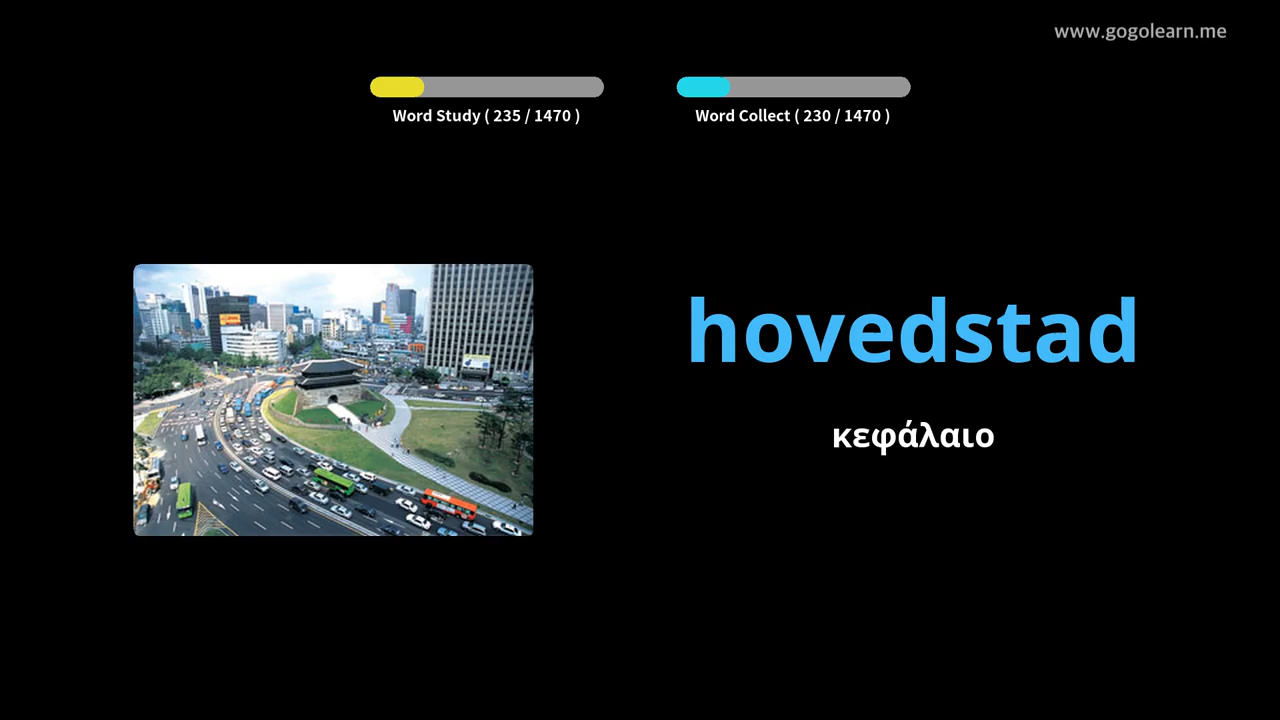 www.gogolearn.me
Word Study ( 235 / 1470 )
Word Collect ( 230 / 1470 )
hovedstad
κεφάλαιο